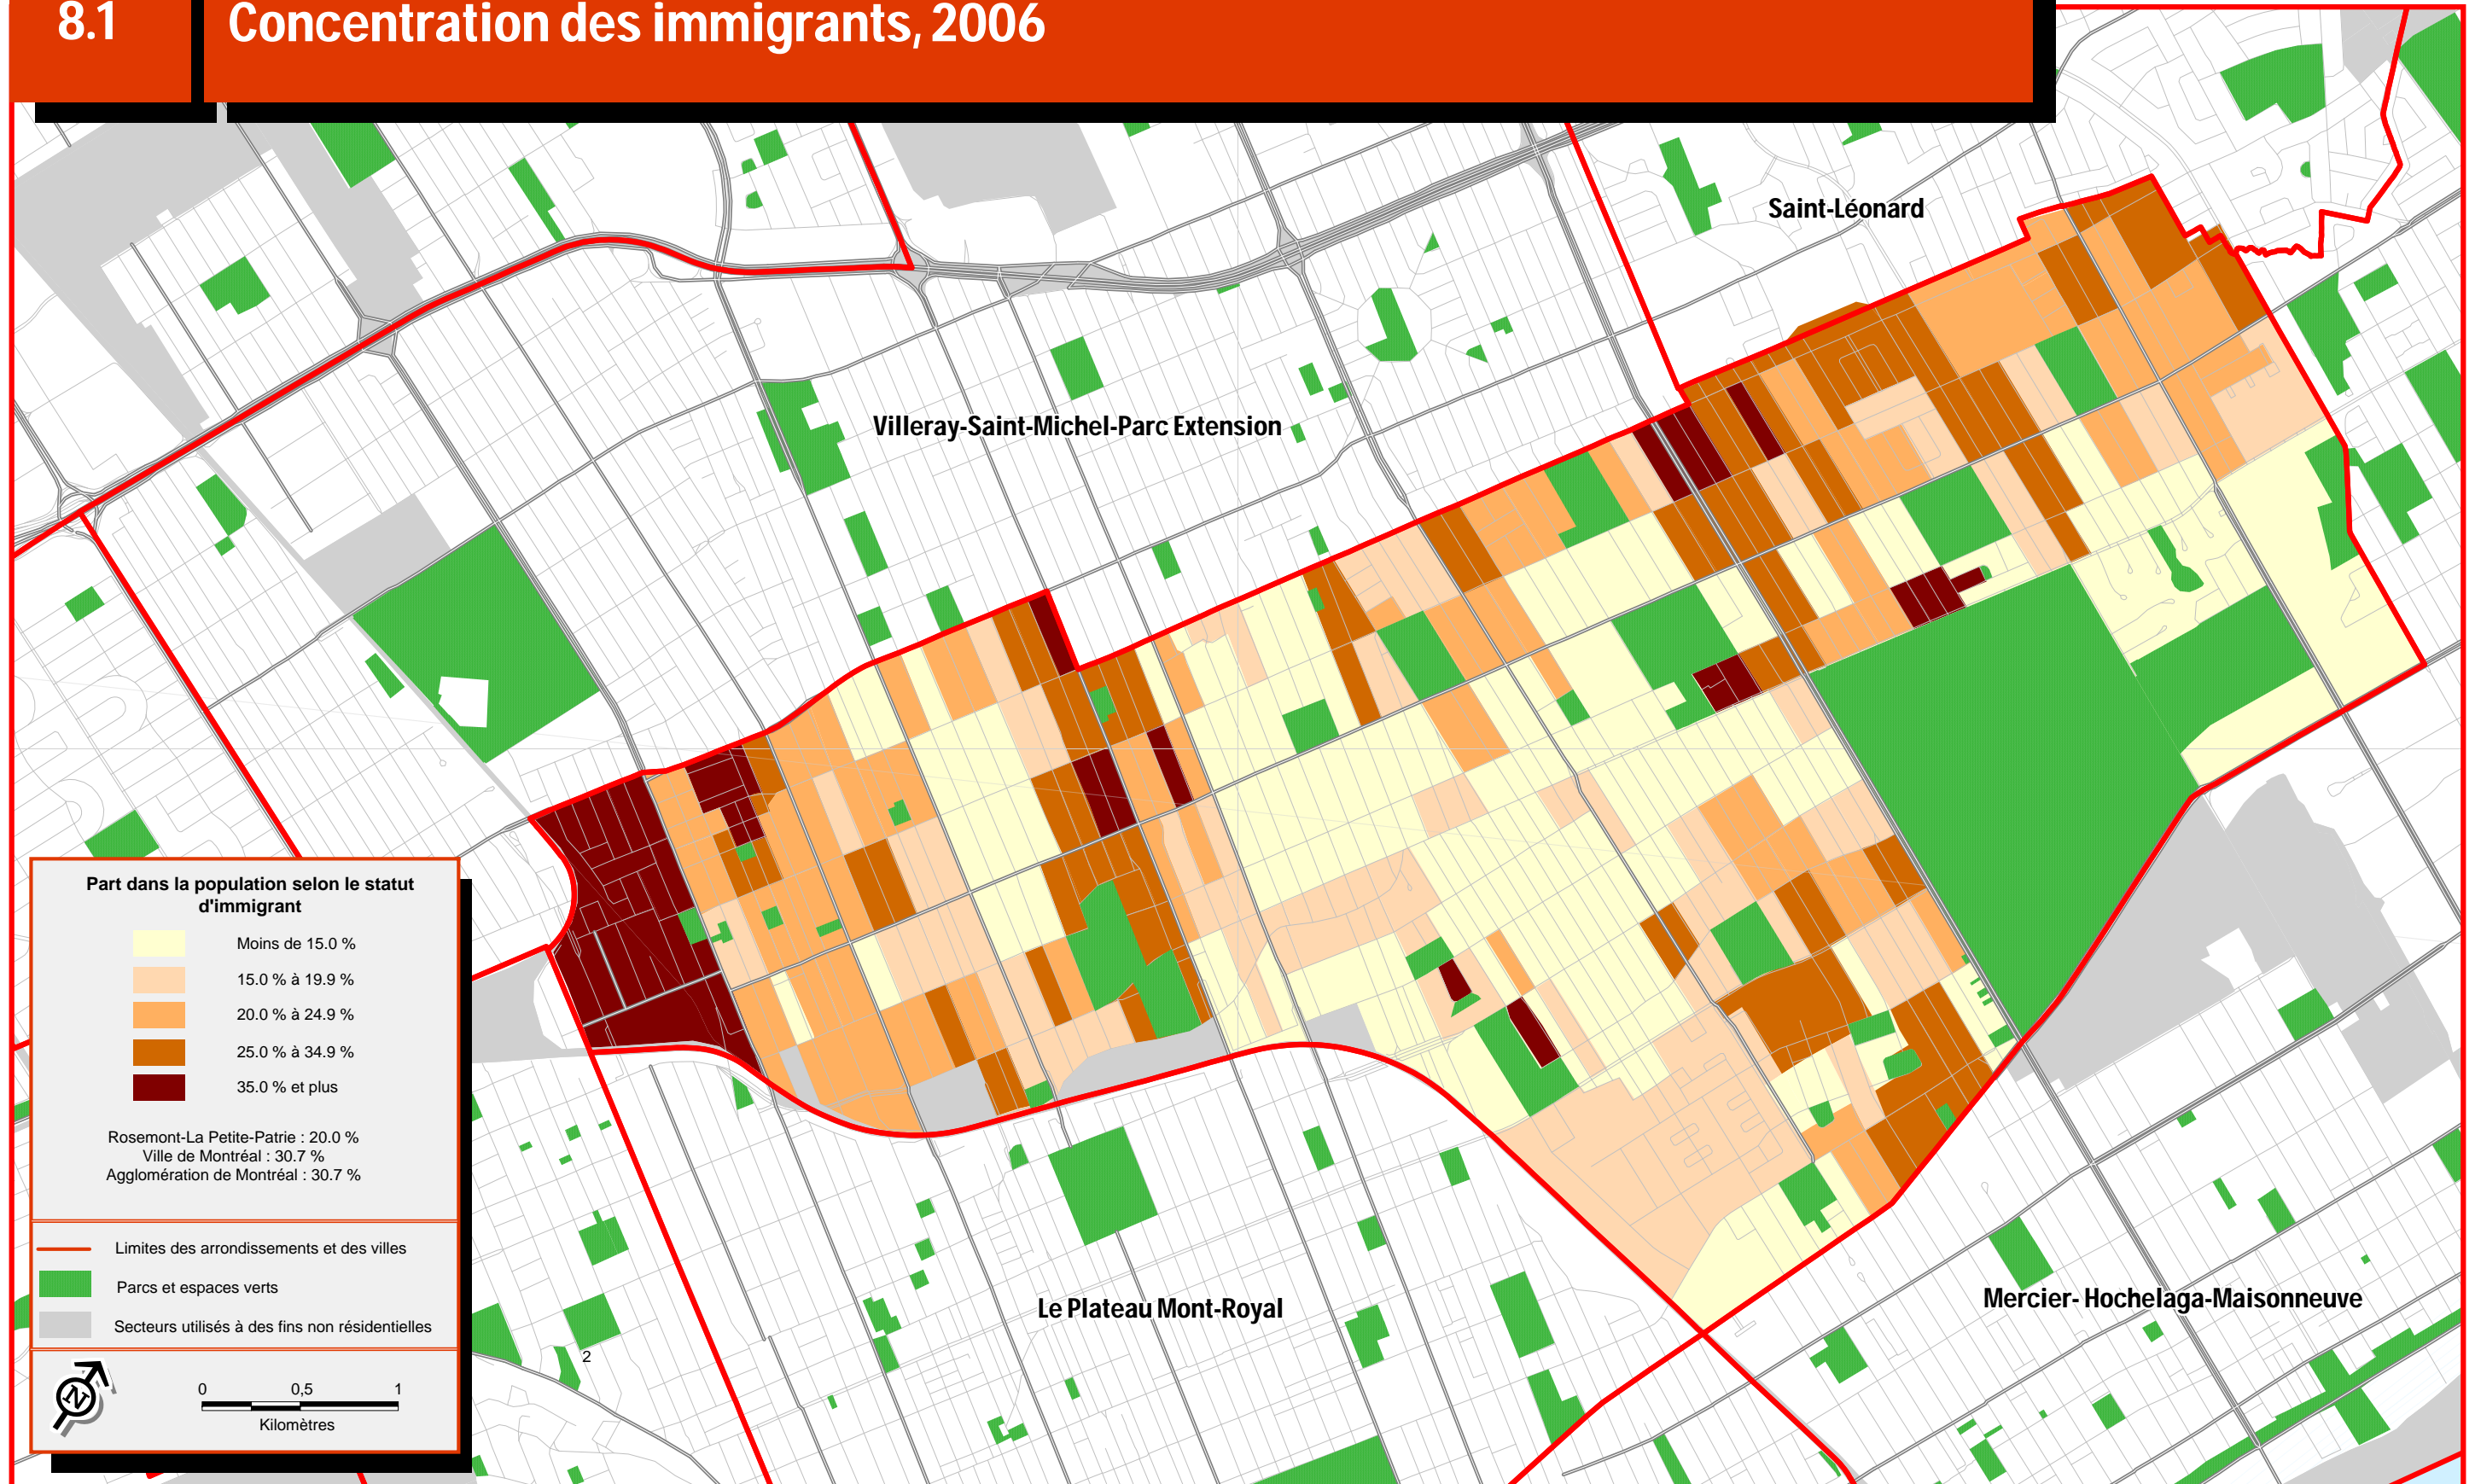 8.1
Concentration des immigrants, 2006
Saint-Léonard
Villeray-Saint-Michel-Parc Extension
Le Plateau Mont-Royal
Mercier- Hochelaga-Maisonneuve
Part dans la population selon le statut
d'immigrant
Moins de 15.0 %
15.0 % à 19.9 %
20.0 % à 24.9 %
25.0 % à 34.9 %
35.0 % et plus
Rosemont-La Petite-Patrie : 20.0 %
Ville de Montréal : 30.7 %
Agglomération de Montréal : 30.7 %
Limites des arrondissements et des villes
Parcs et espaces verts
Secteurs utilisés à des fins non résidentielles
N
0 0,5 1
Kilomètres
2